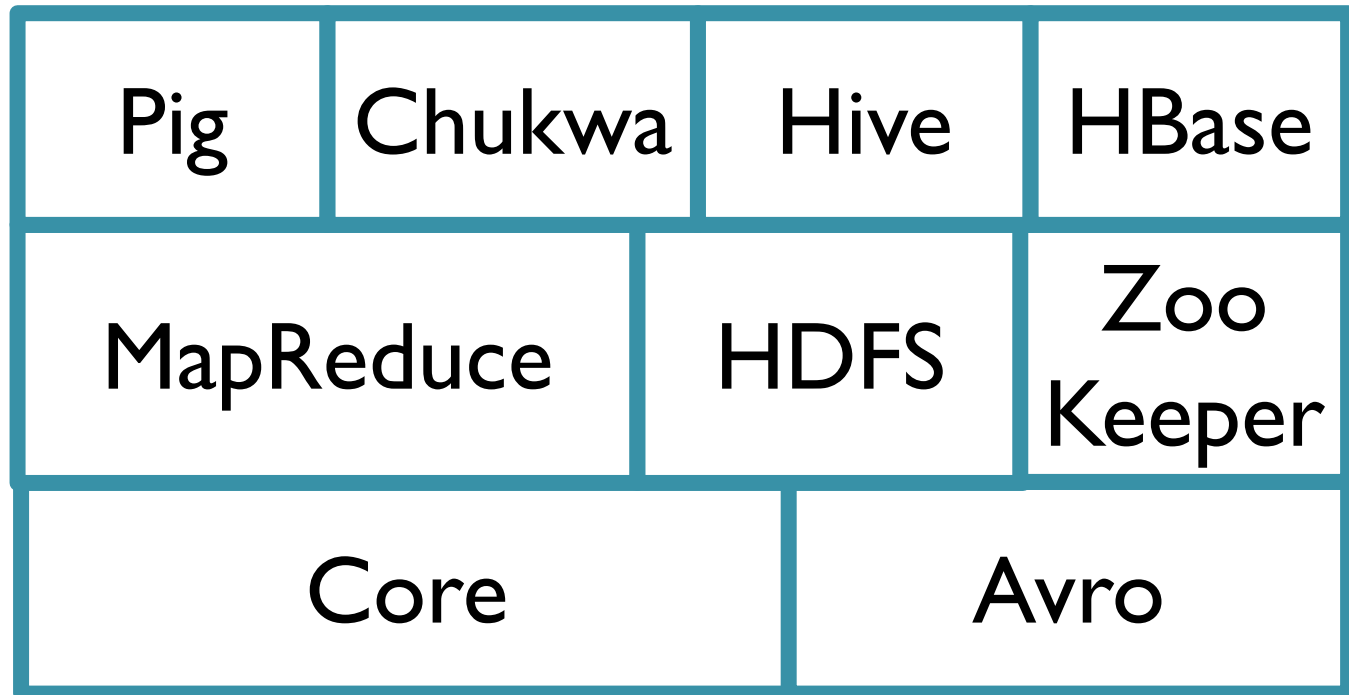 Pig
Chukwa
Hive
HBase
MapReduce
HDFS
Zoo
Keeper
Core
Avro